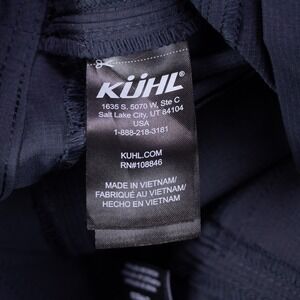 KÜHL
1635 S. 5070 W, Ste C
Salt Lake City, UT 84104
USA
1-888-218-3181
KUHL.COM
RN#108846
MADE IN VIETNAM/
FABRIQUÉ AU VIETNAM/
HECHO EN VIETNAM